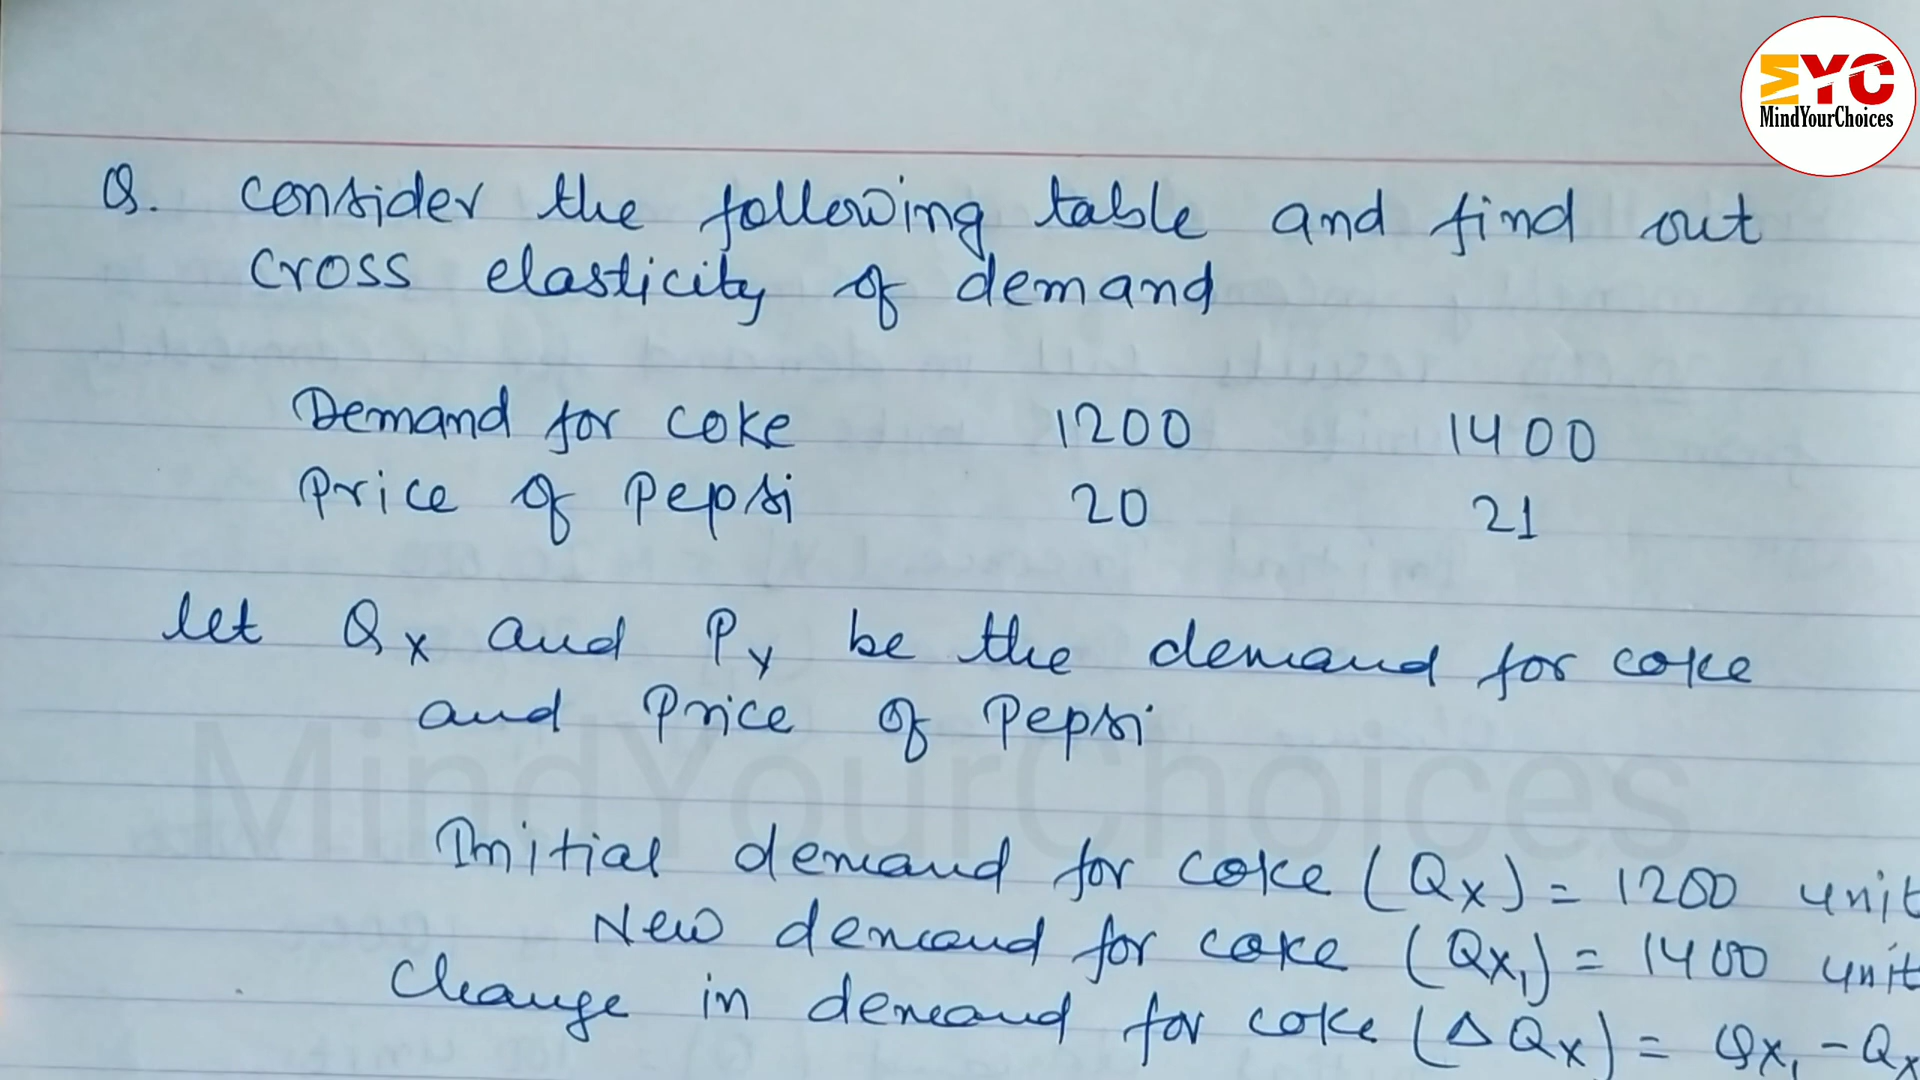 MYC
MindYourChoices
Q. Consider the following table and find out
cross elasticity of demand
Demand for coke 1200 1400
Price of Pepsi 20 21
let Qx and Py be the demand for coke
and Price of Pepsi
MindYourChoices
Initial demand for coke (Qx) = 1200 unit
New demand for coke (Qx1) = 1400 unit
Change in demand for coke (ΔQx) = Qx1 - Qx